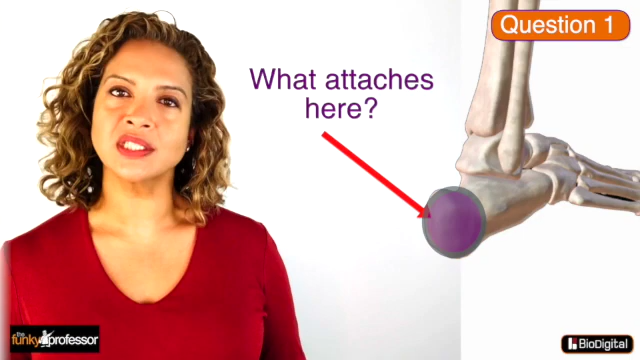 Question 1
What attaches
here?
the
funky professor
BioDigital